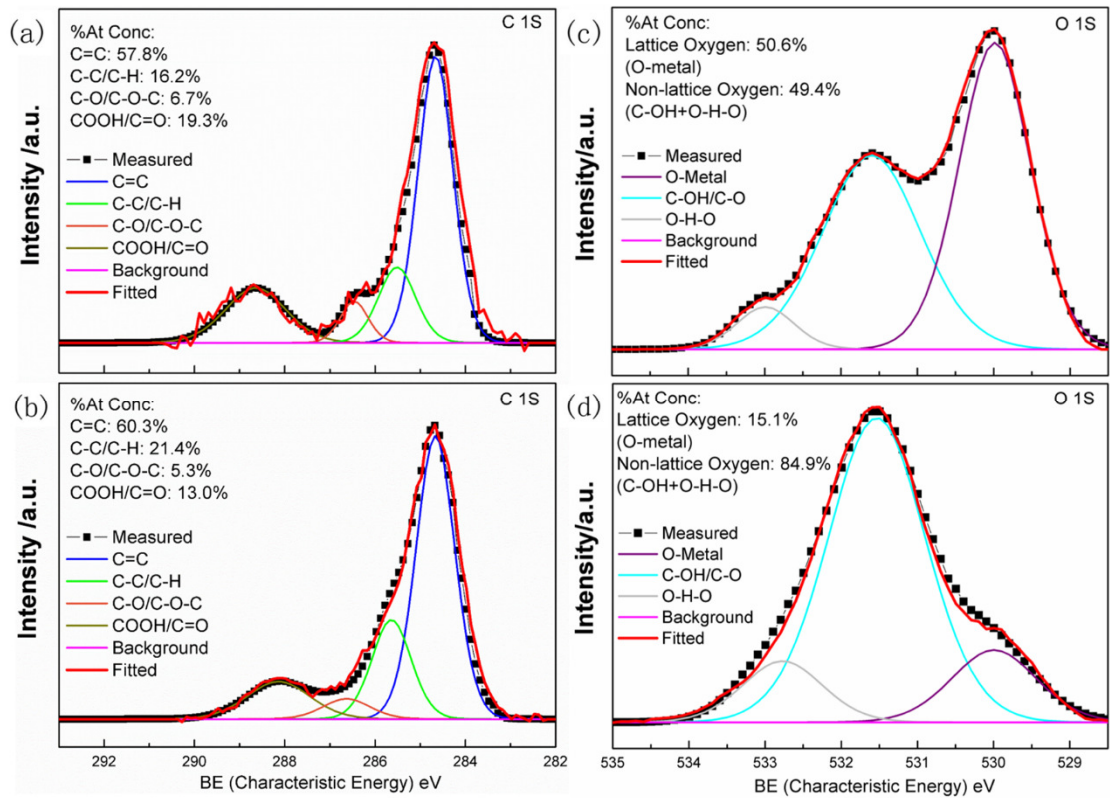 (a)
C 1S
%At Conc:
C=C: 57.8%
C-C/C-H: 16.2%
C-O/C-O-C: 6.7%
COOH/C=O: 19.3%
Measured
C=C
C-C/C-H
C-O/C-O-C
COOH/C=O
Background
Fitted
Intensity /a.u.
(b)
C 1S
%At Conc:
C=C: 60.3%
C-C/C-H: 21.4%
C-O/C-O-C: 5.3%
COOH/C=O: 13.0%
Measured
C=C
C-C/C-H
C-O/C-O-C
COOH/C=O
Background
Fitted
Intensity /a.u.
292 290 288 286 284 282
BE (Characteristic Energy) eV
(c)
O 1S
%At Conc:
Lattice Oxygen: 50.6%
(O-metal)
Non-lattice Oxygen: 49.4%
(C-OH+O-H-O)
Measured
O-Metal
C-OH/C-O
O-H-O
Background
Fitted
Intensity/a.u.
(d)
O 1S
%At Conc:
Lattice Oxygen: 15.1%
(O-metal)
Non-lattice Oxygen: 84.9%
(C-OH+O-H-O)
Measured
O-Metal
C-OH/C-O
O-H-O
Background
Fitted
Intensity/a.u.
535 534 533 532 531 530 529
BE (Characteristic Energy) eV